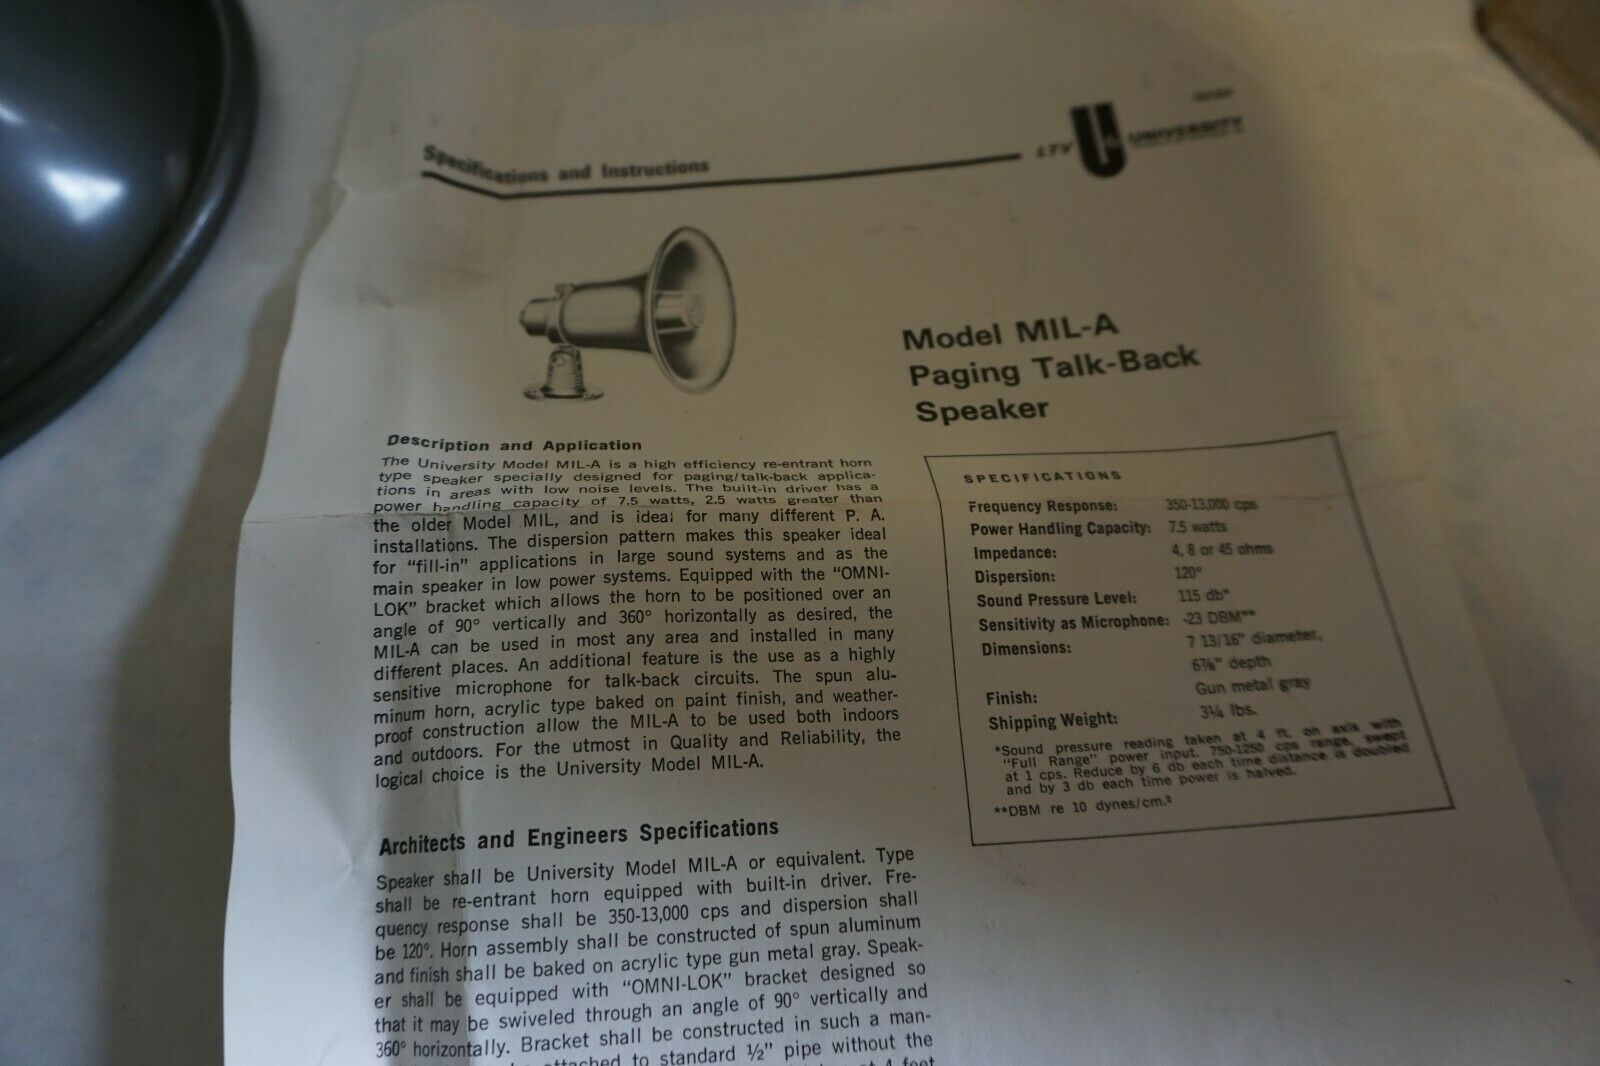 Specifications and Instructions
LTV
UNIVERSITY
Model MIL-A
Paging Talk-Back
Speaker
Description and Application
The University Model MIL-A is a high efficiency re-entrant horn
type speaker specially designed for paging/talk-back applica-
tions in areas with low noise levels. The built-in driver has a
power handling capacity of 7.5 watts, 2.5 watts greater than
the older Model MIL, and is ideal for many different P. A.
installations. The dispersion pattern makes this speaker ideal
for "fill-in" applications in large sound systems and as the
main speaker in low power systems. Equipped with the "OMNI-
LOK" bracket which allows the horn to be positioned over an
angle of 90° vertically and 360° horizontally as desired, the
MIL-A can be used in most any area and installed in many
different places. An additional feature is the use as a highly
sensitive microphone for talk-back circuits. The spun alu-
minum horn, acrylic type baked on paint finish, and weather-
proof construction allow the MIL-A to be used both indoors
and outdoors. For the utmost in Quality and Reliability, the
logical choice is the University Model MIL-A.
Architects and Engineers Specifications
Speaker shall be University Model MIL-A or equivalent. Type
shall be re-entrant horn equipped with built-in driver. Fre-
quency response shall be 350-13,000 cps and dispersion shall
be 120°. Horn assembly shall be constructed of spun aluminum
and finish shall be baked on acrylic type gun metal gray. Speak-
er shall be equipped with "OMNI-LOK" bracket designed so
that it may be swiveled through an angle of 90° vertically and
360° horizontally. Bracket shall be constructed in such a man-
attached to standard ½" pipe without the
at 4 feet
SPECIFICATIONS
Frequency Response: 350-13,000 cps
Power Handling Capacity: 7.5 watts
Impedance: 4, 8 or 45 ohms
Dispersion: 120°
Sound Pressure Level: 115 db*
Sensitivity as Microphone: -23 DBM**
Dimensions: 7 13/16" diameter,
6⅞" depth
Finish: Gun metal gray
Shipping Weight: 3¼ lbs.
*Sound pressure reading taken at 4 ft. on axis with
"Full Range" power input. 750-1250 cps range, swept
at 1 cps. Reduce by 6 db each time distance is doubled
and by 3 db each time power is halved.
**DBM re 10 dynes/cm.²